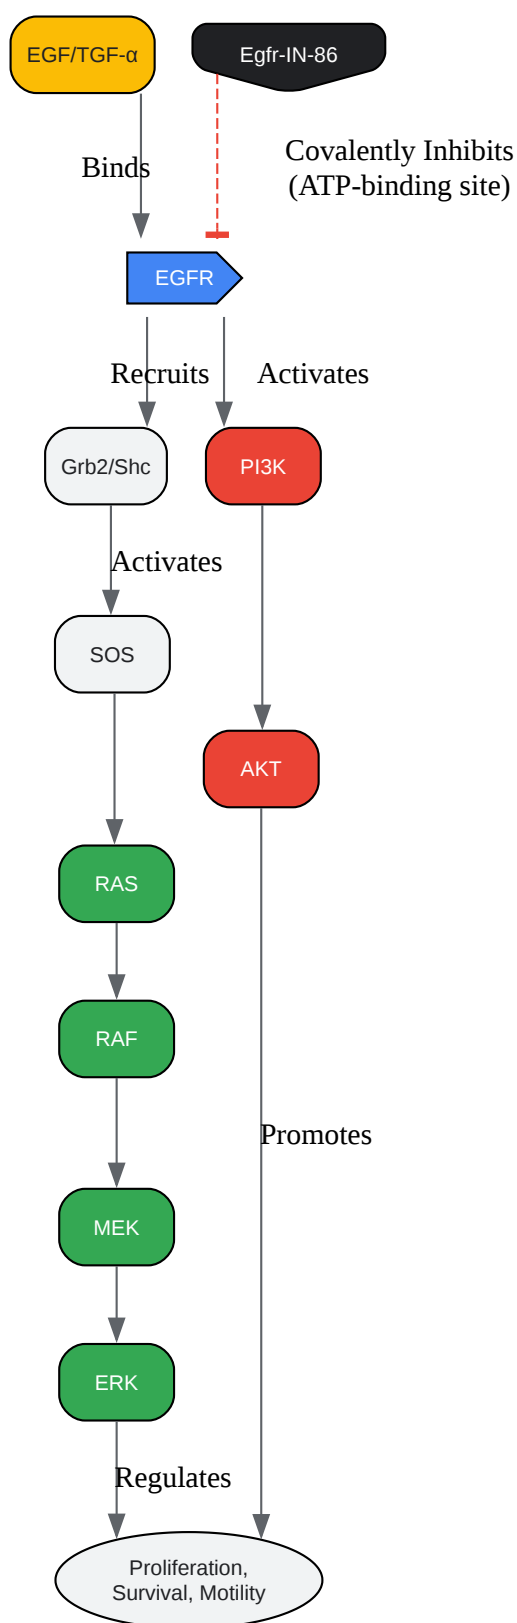 EGF/TGF-α
Egfr-IN-86
Binds
Covalently Inhibits
(ATP-binding site)
EGFR
Recruits
Activates
Grb2/Shc
PI3K
Activates
SOS
AKT
RAS
RAF
Promotes
MEK
ERK
Regulates
Proliferation,
Survival, Motility